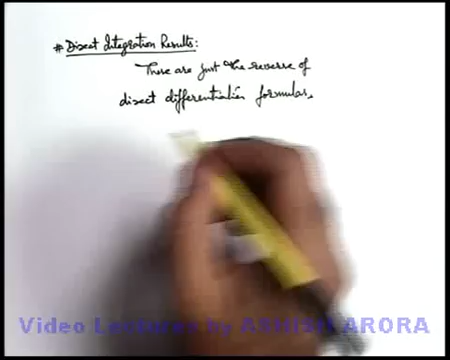 # Direct Integration Results:
These are just the reverse of
direct differentiation formulas.
Video Lectures by ASHISH ARORA